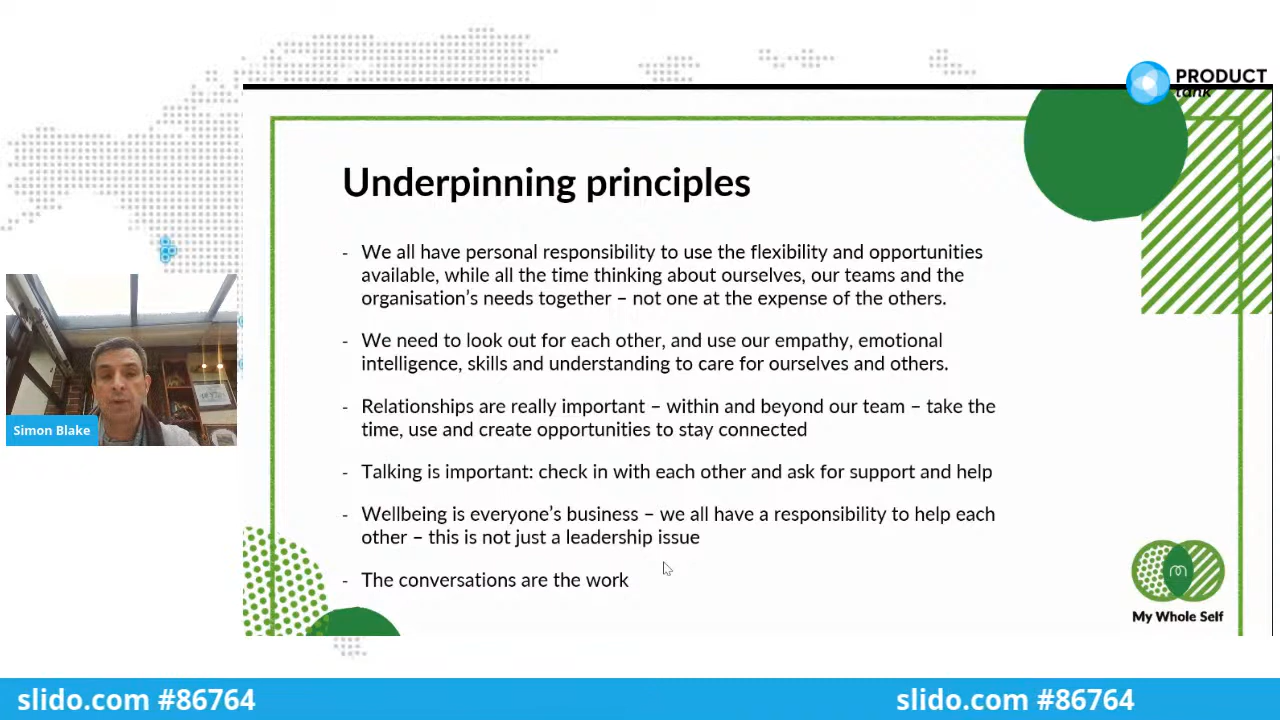 PRODUCT
tank
Underpinning principles
- We all have personal responsibility to use the flexibility and opportunities
available, while all the time thinking about ourselves, our teams and the
organisation’s needs together – not one at the expense of the others.
- We need to look out for each other, and use our empathy, emotional
intelligence, skills and understanding to care for ourselves and others.
- Relationships are really important – within and beyond our team – take the
time, use and create opportunities to stay connected
- Talking is important: check in with each other and ask for support and help
- Wellbeing is everyone’s business – we all have a responsibility to help each
other – this is not just a leadership issue
- The conversations are the work
Simon Blake
m
My Whole Self
slido.com #86764
slido.com #86764